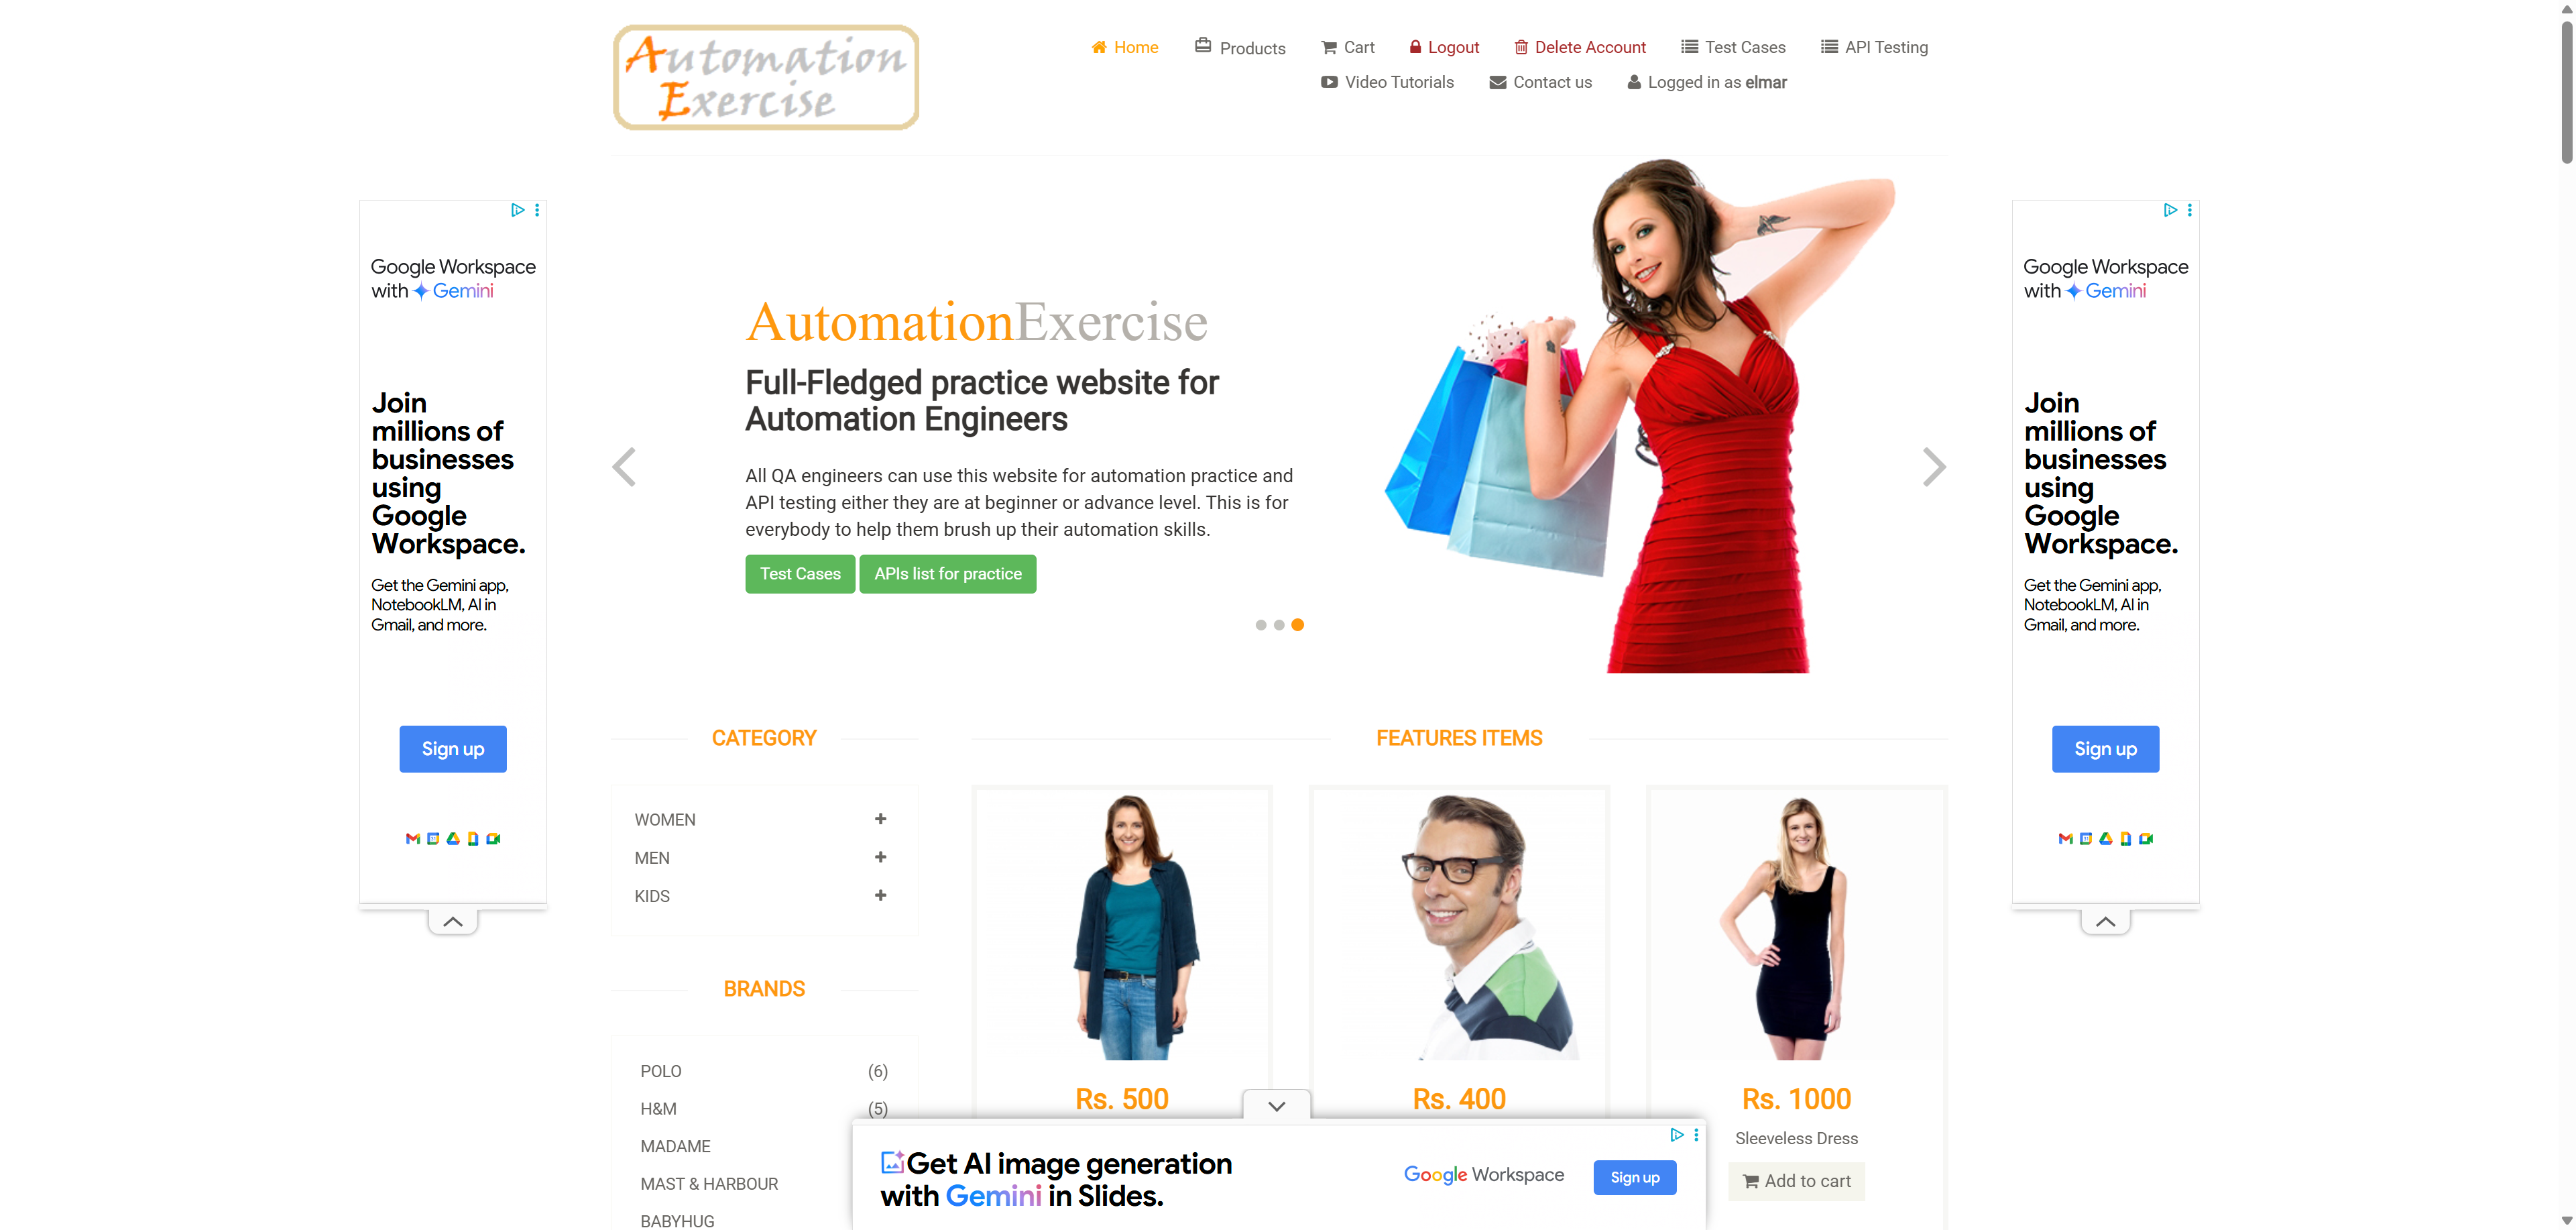 Automation
Exercise
Home
Products
Cart
Logout
Delete Account
Test Cases
API Testing
Video Tutorials
Contact us
Logged in as elmar
Google Workspace
with Gemini
Join
millions of
businesses
using
Google
Workspace.
Get the Gemini app,
NotebookLM, AI in
Gmail, and more.
Sign up
AutomationExercise
Full-Fledged practice website for
Automation Engineers
All QA engineers can use this website for automation practice and
API testing either they are at beginner or advance level. This is for
everybody to help them brush up their automation skills.
Test Cases
APIs list for practice
Google Workspace
with Gemini
Join
millions of
businesses
using
Google
Workspace.
Get the Gemini app,
NotebookLM, AI in
Gmail, and more.
Sign up
CATEGORY
WOMEN
MEN
KIDS
BRANDS
POLO (6)
H&M (5)
MADAME
MAST & HARBOUR
BABYHUG
FEATURES ITEMS
Rs. 500
Rs. 400
Rs. 1000
Sleeveless Dress
Add to cart
Get AI image generation
with Gemini in Slides.
Google Workspace
Sign up